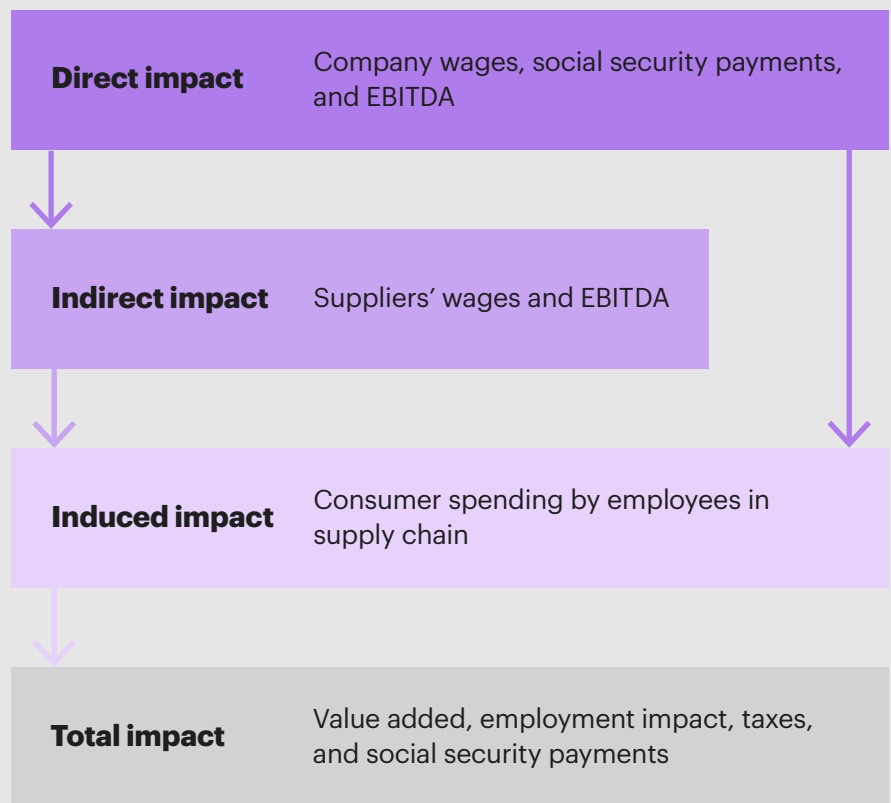 Direct impact
Company wages, social security payments,
and EBITDA
Indirect impact
Suppliers’ wages and EBITDA
Induced impact
Consumer spending by employees in
supply chain
Total impact
Value added, employment impact, taxes,
and social security payments